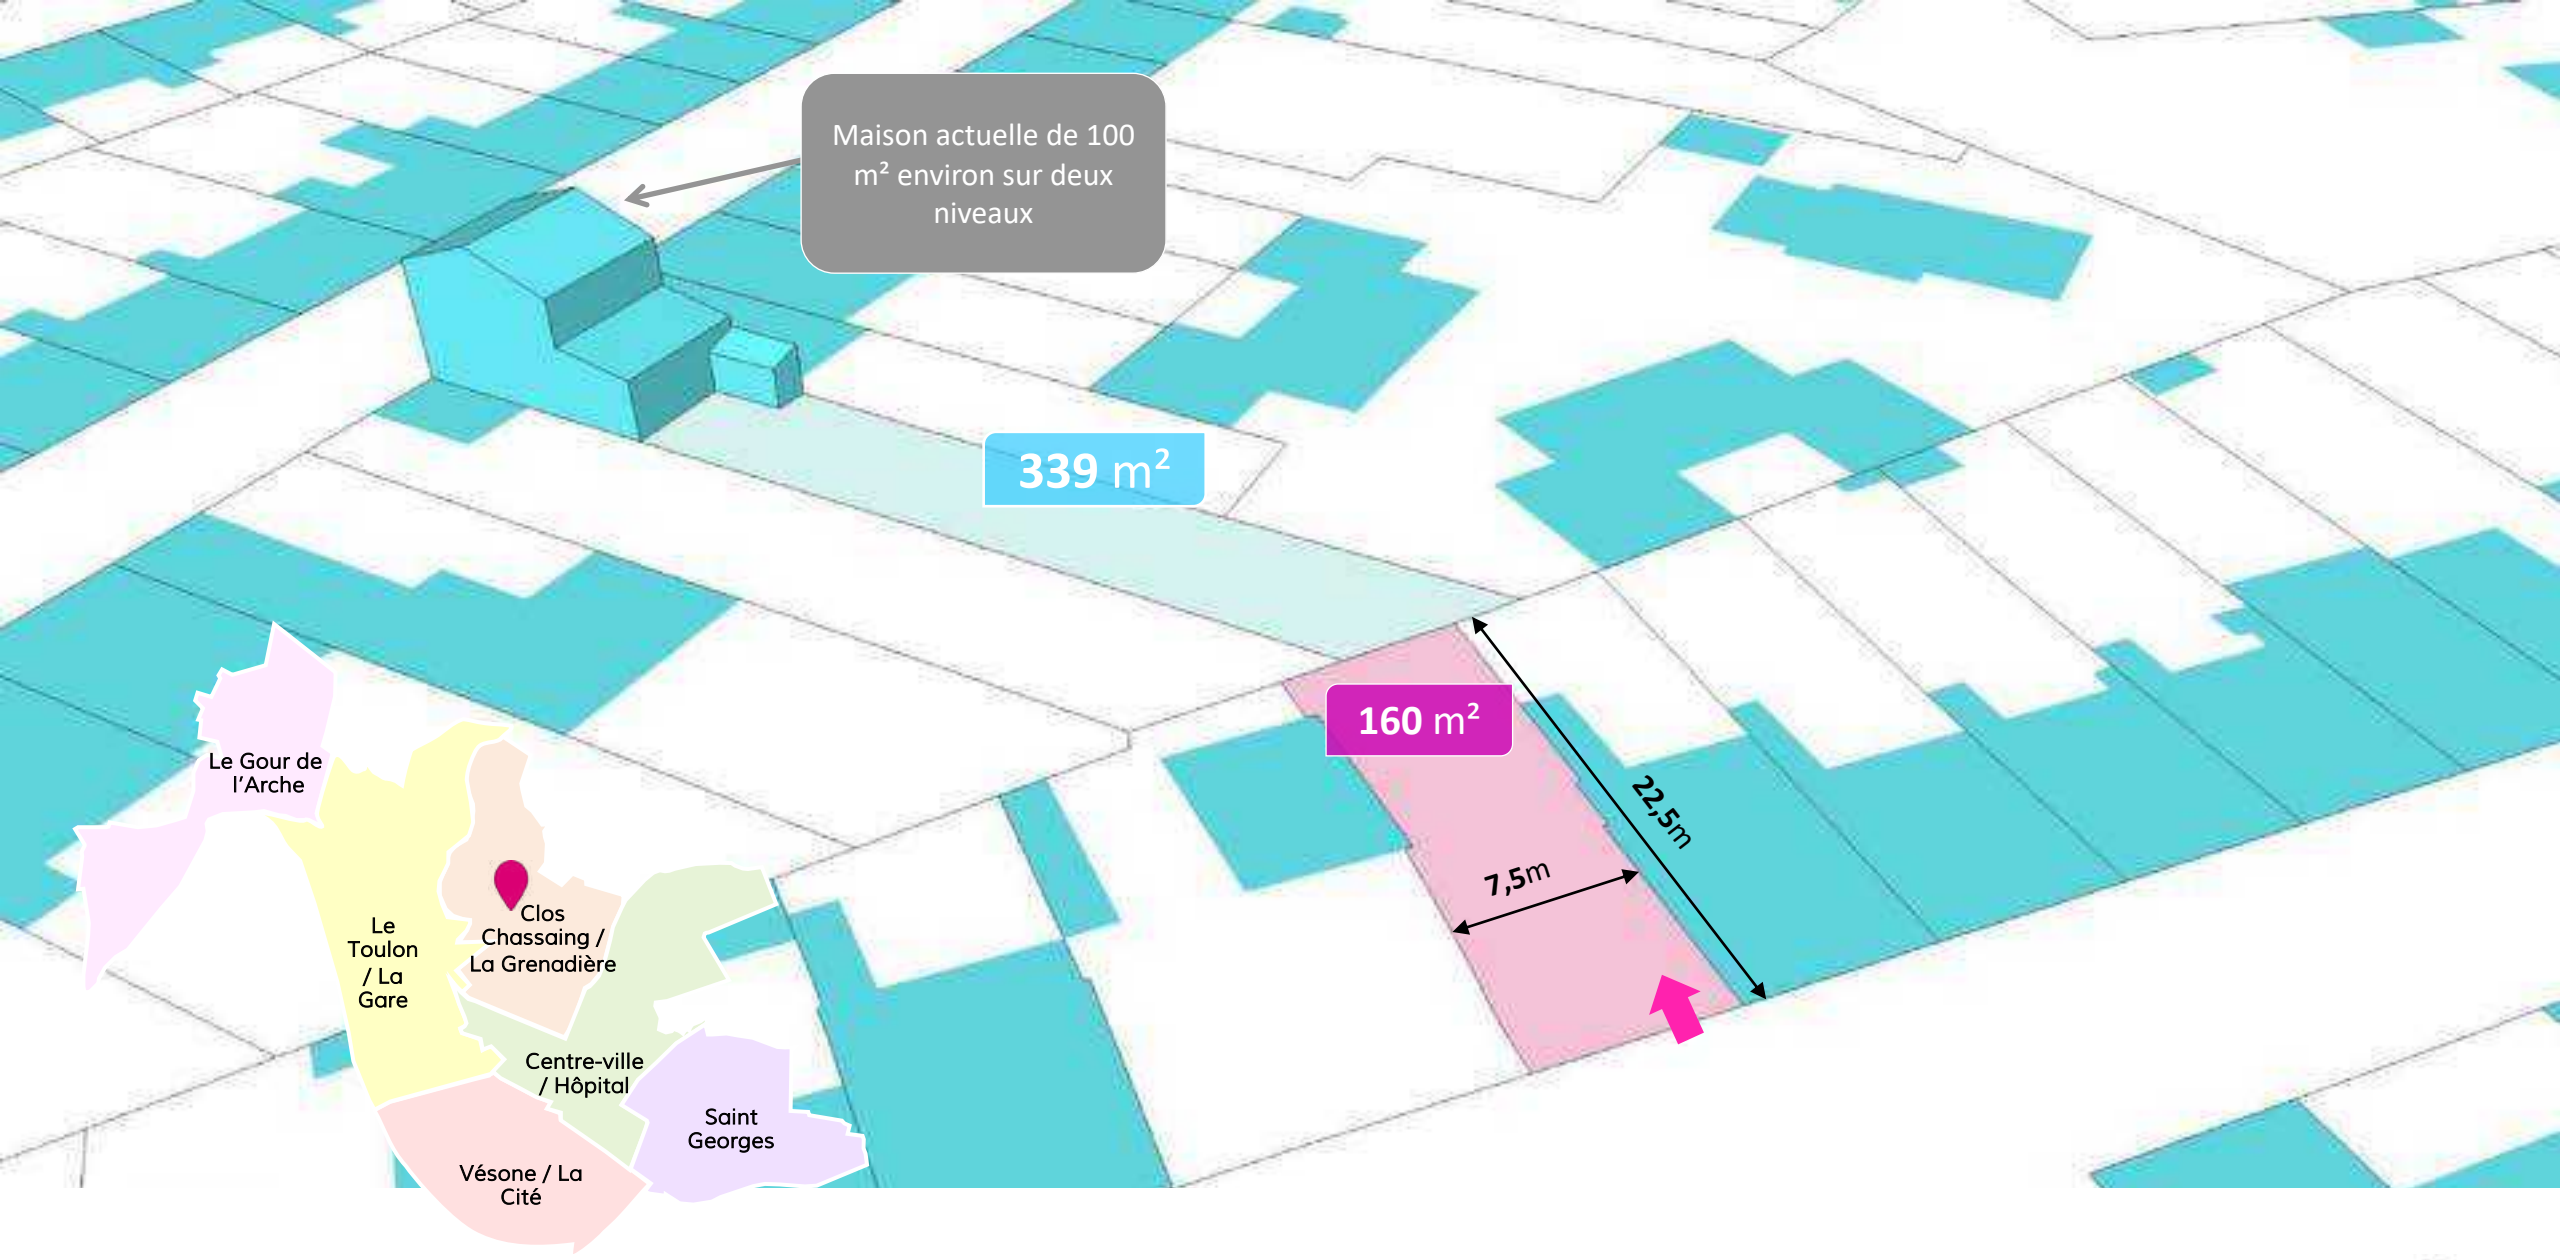 Maison actuelle de 100
m² environ sur deux
niveaux
339 m²
160 m²
22,5m
7,5m
Le Gour de
l'Arche
Le
Toulon
/ La
Gare
Clos
Chassaing /
La Grenadière
Centre-ville
/ Hôpital
Saint
Georges
Vésone / La
Cité